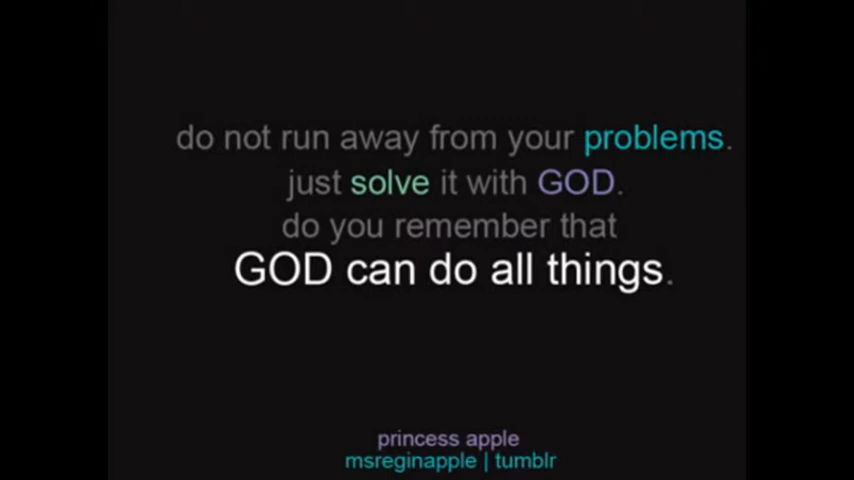 do not run away from your problems.
just solve it with GOD.
do you remember that
GOD can do all things.
princess apple
msreginapple | tumblr